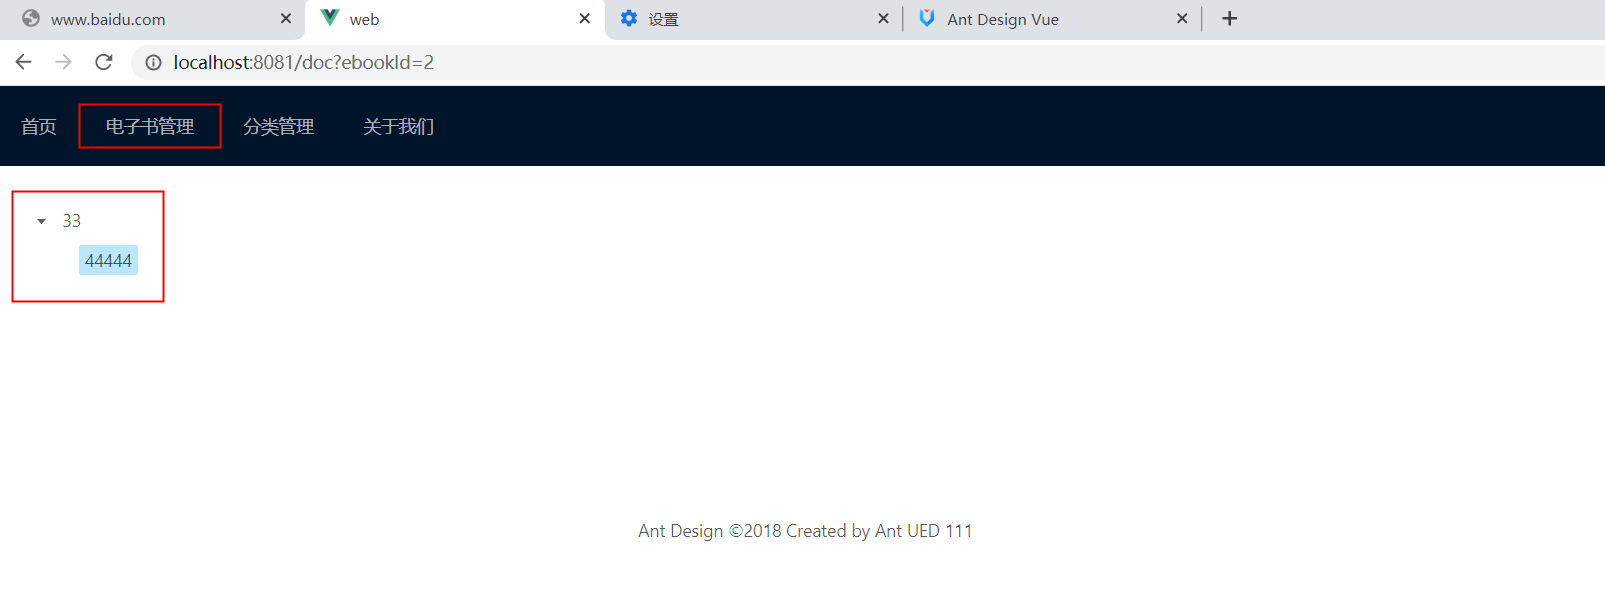 www.baidu.com web 设置 Ant Design Vue
localhost:8081/doc?ebookId=2
首页 电子书管理 分类管理 关于我们
33
44444
Ant Design ©2018 Created by Ant UED 111